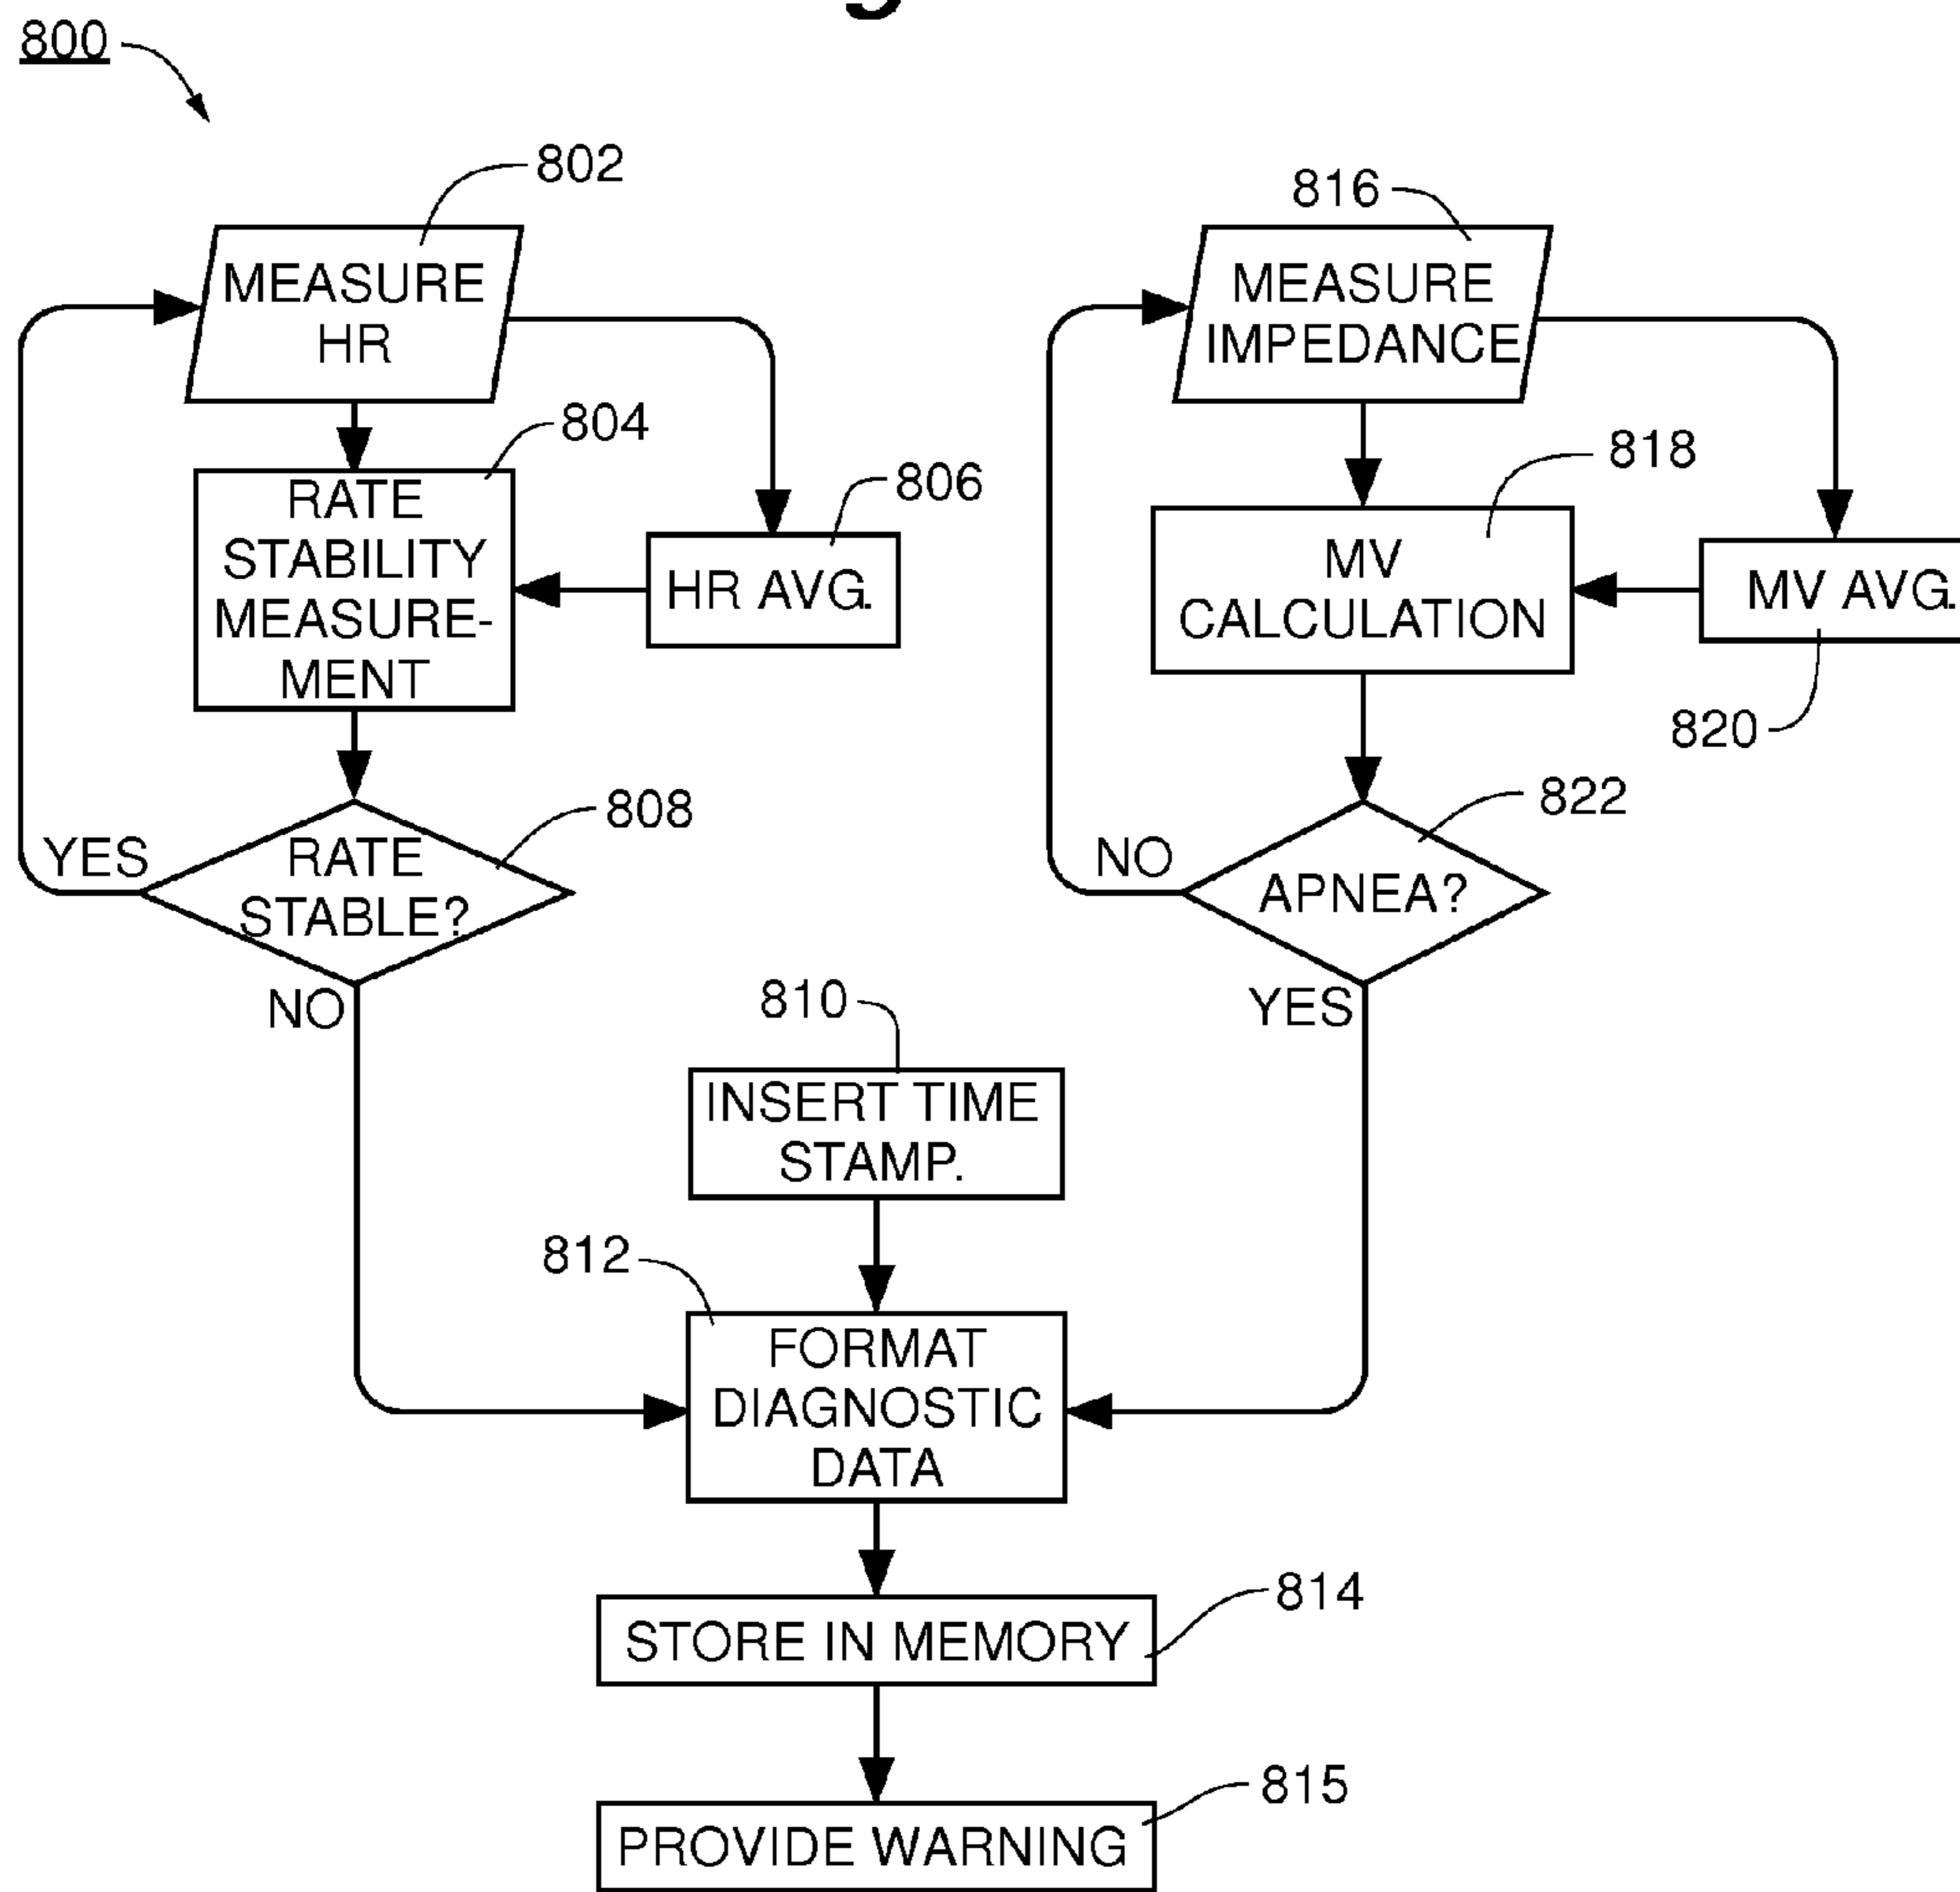 800
802
MEASURE
HR
804
RATE
STABILITY
MEASURE-
MENT
806
HR AVG.
808
RATE
STABLE?
YES
NO
816
MEASURE
IMPEDANCE
818
MV
CALCULATION
MV AVG.
820
822
APNEA?
NO
YES
810
INSERT TIME
STAMP.
812
FORMAT
DIAGNOSTIC
DATA
814
STORE IN MEMORY
815
PROVIDE WARNING